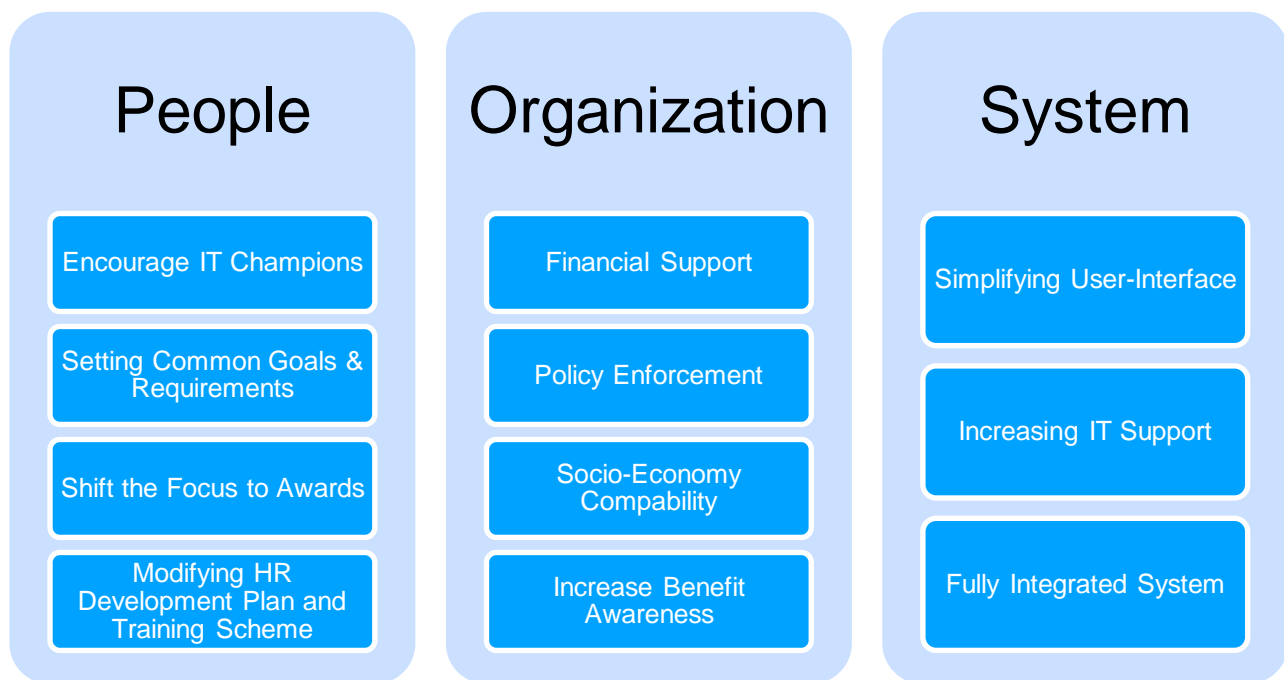 People
Encourage IT Champions
Setting Common Goals &
Requirements
Shift the Focus to Awards
Modifying HR
Development Plan and
Training Scheme
Organization
Financial Support
Policy Enforcement
Socio-Economy
Compability
Increase Benefit
Awareness
System
Simplifying User-Interface
Increasing IT Support
Fully Integrated System